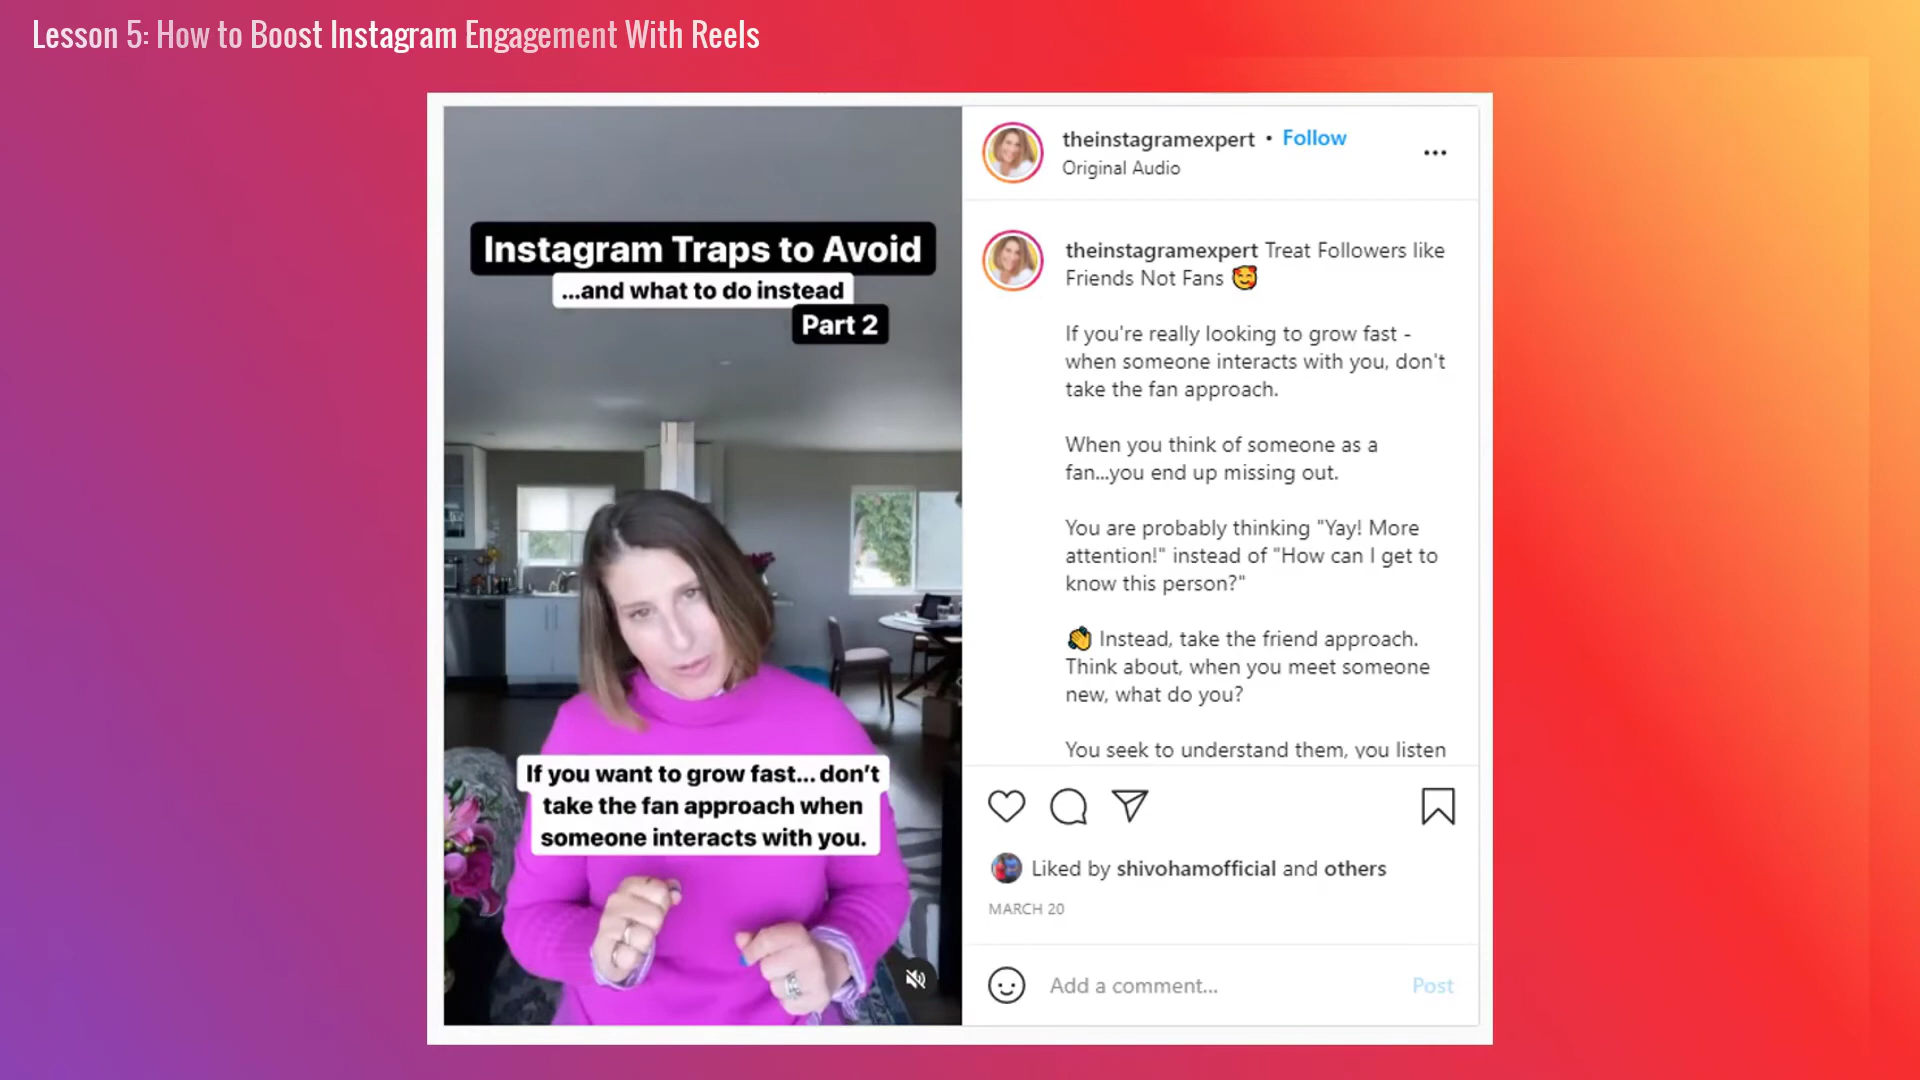 Lesson 5: How to Boost Instagram Engagement With Reels
Instagram Traps to Avoid
...and what to do instead
Part 2
If you want to grow fast... don't
take the fan approach when
someone interacts with you.
theinstagramexpert • Follow
Original Audio
theinstagramexpert Treat Followers like
Friends Not Fans 🥰
If you're really looking to grow fast -
when someone interacts with you, don't
take the fan approach.
When you think of someone as a
fan...you end up missing out.
You are probably thinking "Yay! More
attention!" instead of "How can I get to
know this person?"
👏 Instead, take the friend approach.
Think about, when you meet someone
new, what do you?
You seek to understand them, you listen
Liked by shivohamofficial and others
MARCH 20
Add a comment...
Post